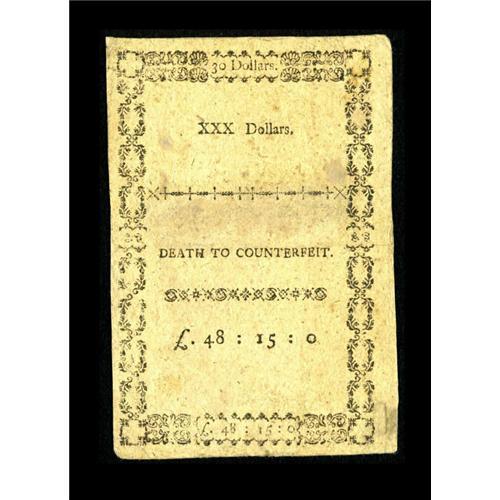 30 Dollars.
XXX Dollars.
DEATH TO COUNTERFEIT.
£. 48 : 15 : 0
£. 48 : 15 : 0